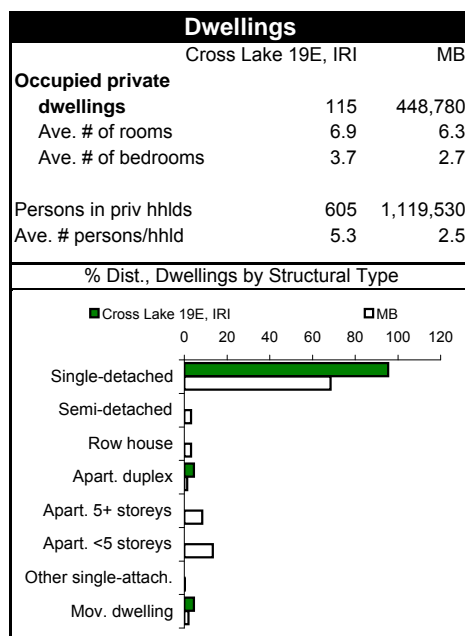 Dwellings
Cross Lake 19E, IRI MB
Occupied private
dwellings 115 448,780
Ave. # of rooms 6.9 6.3
Ave. # of bedrooms 3.7 2.7
Persons in priv hhlds 605 1,119,530
Ave. # persons/hhld 5.3 2.5
% Dist., Dwellings by Structural Type
Cross Lake 19E, IRI MB
0 20 40 60 80 100 120
Single-detached
Semi-detached
Row house
Apart. duplex
Apart. 5+ storeys
Apart. <5 storeys
Other single-attach.
Mov. dwelling